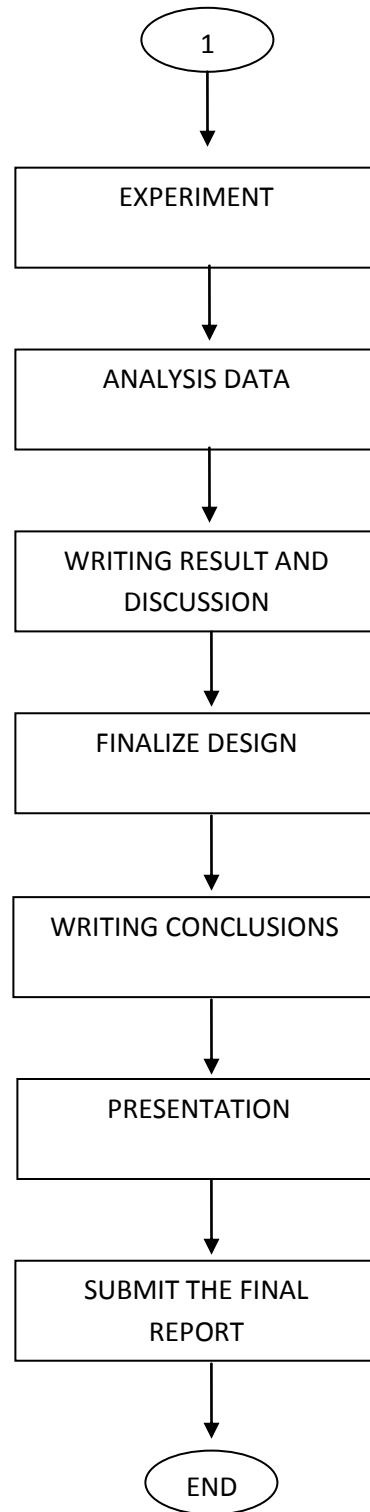 1
EXPERIMENT
ANALYSIS DATA
WRITING RESULT AND
DISCUSSION
FINALIZE DESIGN
WRITING CONCLUSIONS
PRESENTATION
SUBMIT THE FINAL
REPORT
END